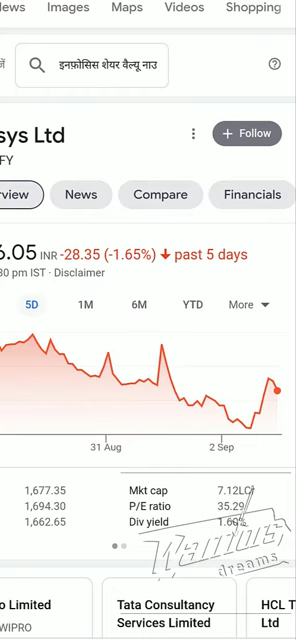 Images Maps Videos Shopping
इनफ़ोसिस शेयर वैल्यू नाउ
sys Ltd
+ Follow
FY
rview News Compare Financials
6.05 INR -28.35 (-1.65%) past 5 days
30 pm IST · Disclaimer
5D 1M 6M YTD More
31 Aug 2 Sep
1,677.35 Mkt cap 7.12LCr
1,694.30 P/E ratio 35.29
1,662.65 Div yield 1.60%
dreams
o Limited Tata Consultancy Services Limited HCL T Ltd
WIPRO